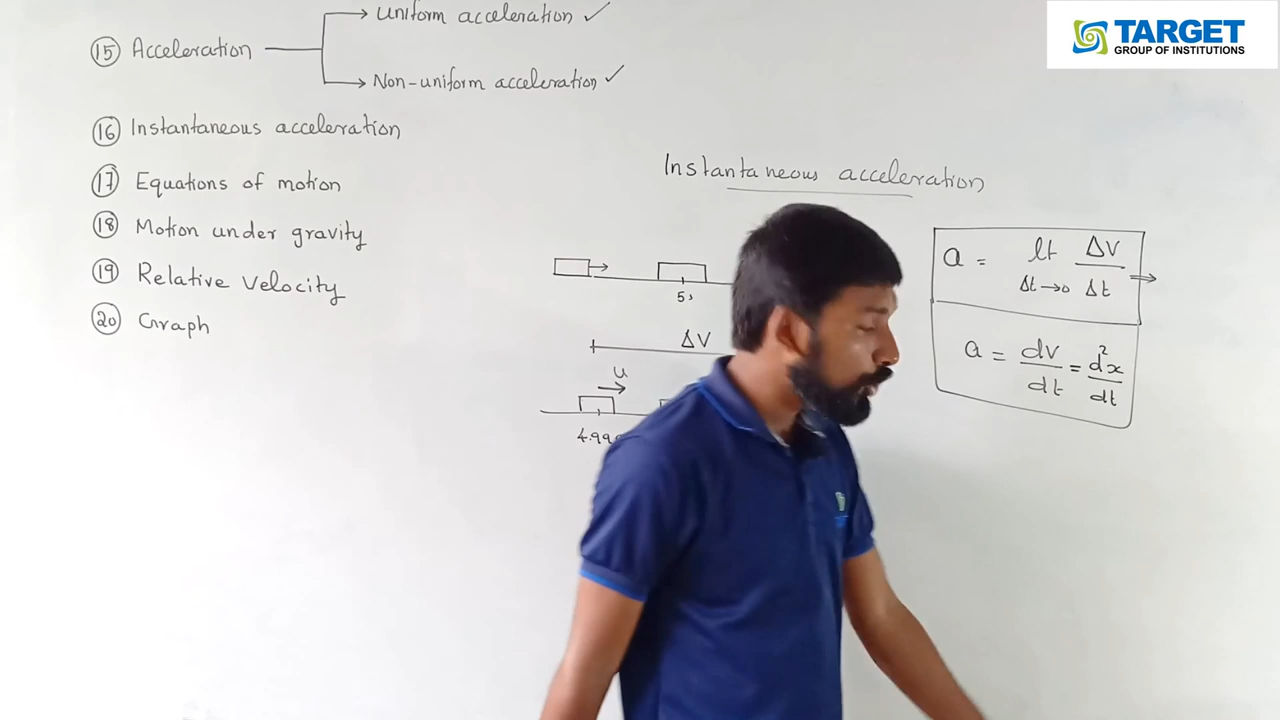 TARGET
GROUP OF INSTITUTIONS
uniform acceleration ✓
⑮ Acceleration
Non-uniform acceleration ✓
⑯ Instantaneous acceleration
⑰ Equations of motion
⑱ Motion under gravity
⑲ Relative Velocity
⑳ Graph
Instantaneous acceleration
5s
ΔV
u
4.99
a = lt ΔV/Δt
Δt→0
a = dv/dt = d²x/dt